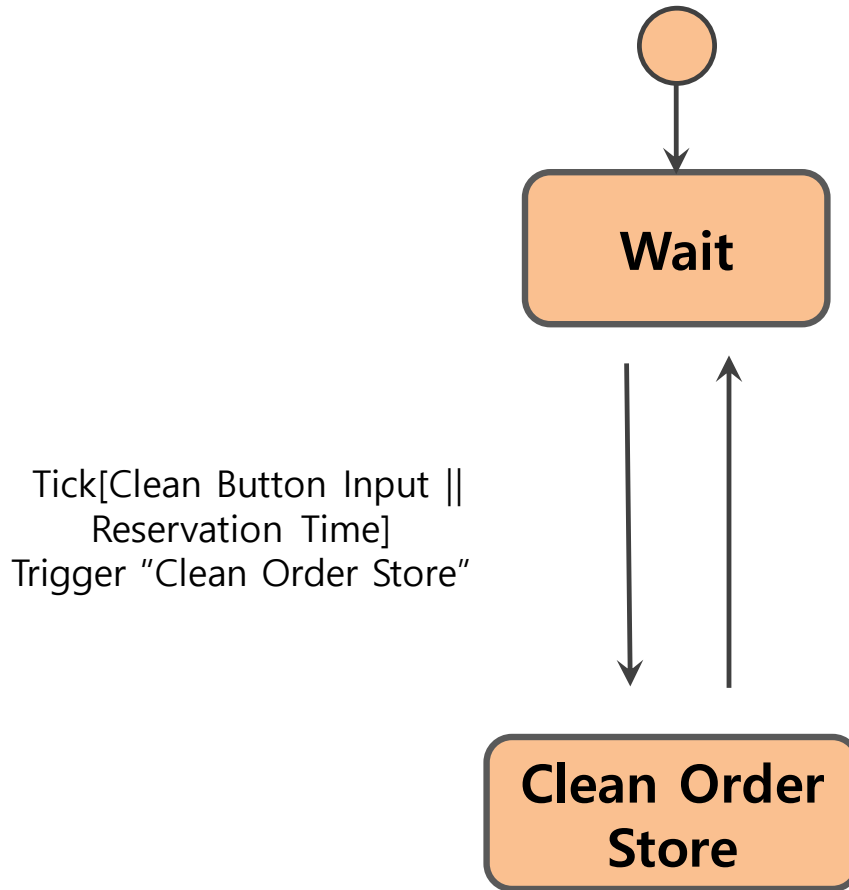 Wait
Tick[Clean Button Input ||
Reservation Time]
Trigger "Clean Order Store"
Clean Order
Store